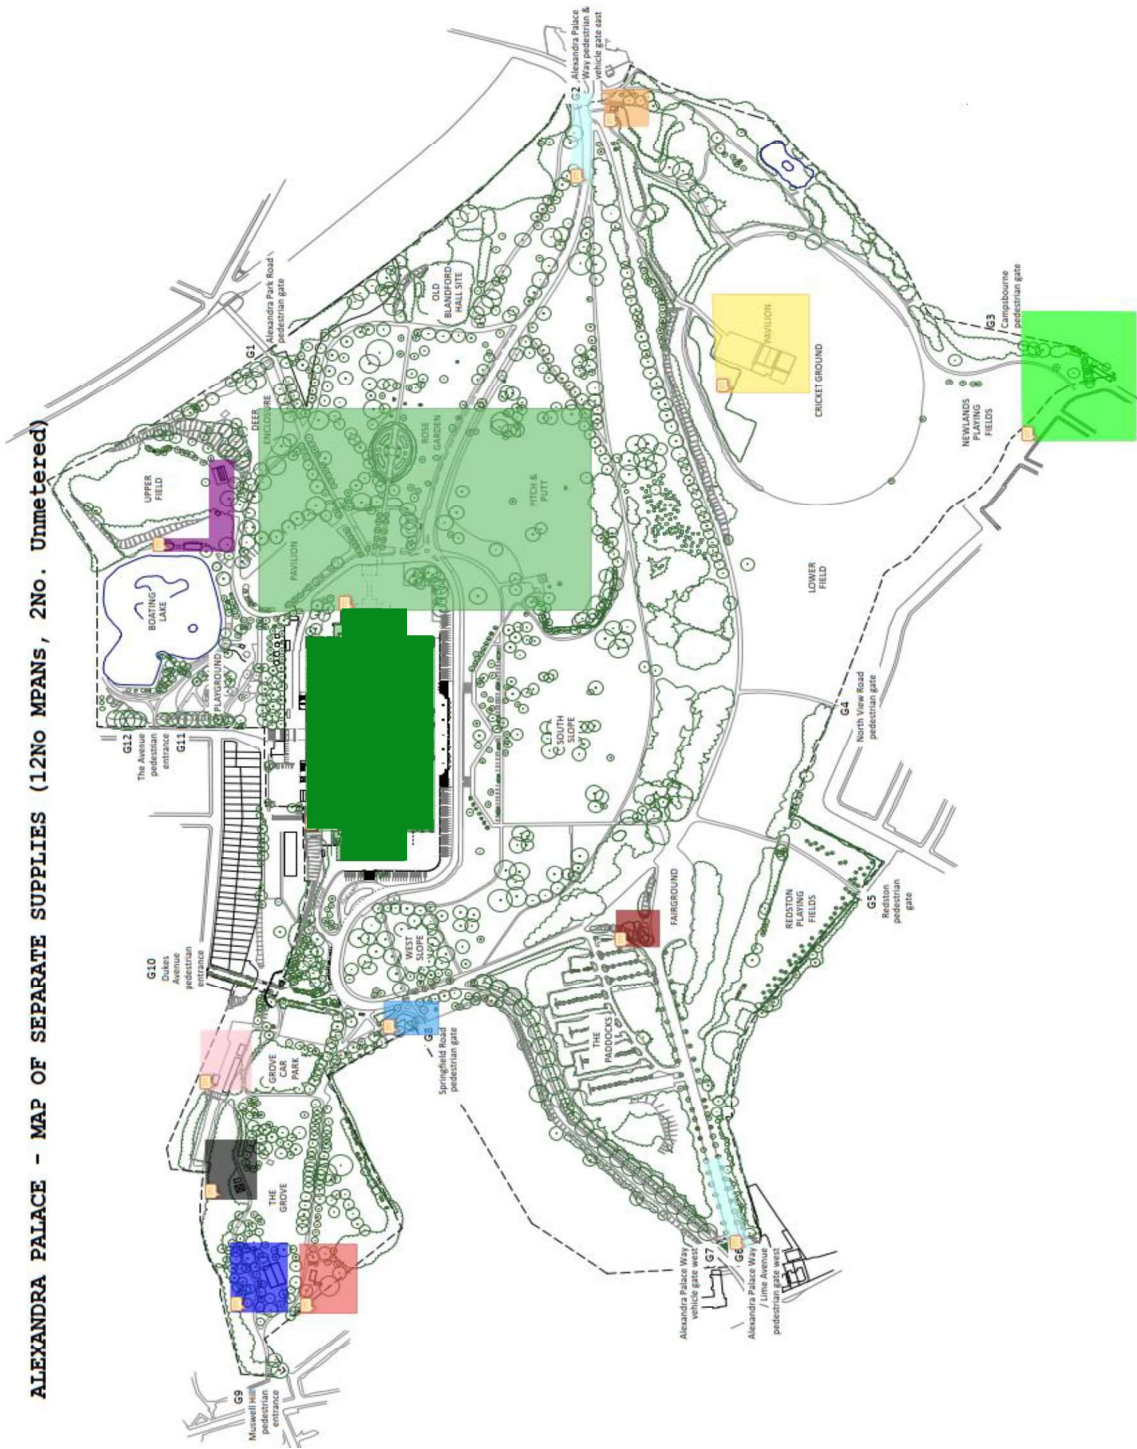 ALEXANDRA PALACE - MAP OF SEPARATE SUPPLIES (12No MPANs, 2No. Unmetered)
G9
Muswell Hill
pedestrian
entrance
THE
GROVE
GROVE
CAR
PARK
G10
Dukes
Avenue
pedestrian
entrance
G12
The Avenue
pedestrian
entrance
G11
PLAYGROUND
BOATING
LAKE
UPPER
FIELD
DEER
ENCLOSURE
G1
Alexandra Park Road
pedestrian gate
PAVILION
ROSE
GARDEN
PITCH &
PUTT
OLD
BLANDFORD
HALL SITE
G2
Alexandra Palace
Way pedestrian &
vehicle gate east
G8
Springfield Road
pedestrian gate
WEST
SLOPE
SOUTH
SLOPE
PAVILION
CRICKET GROUND
G3
Campsbourne
pedestrian gate
NEWLANDS
PLAYING
FIELDS
LOWER
FIELD
G4
North View Road
pedestrian gate
FAIRGROUND
THE
PADDOCKS
REDSTON
PLAYING
FIELDS
G5
Redston
pedestrian
gate
Alexandra Palace Way
vehicle gate west
G7
G6
Alexandra Palace Way
/ Lime Avenue
pedestrian gate west